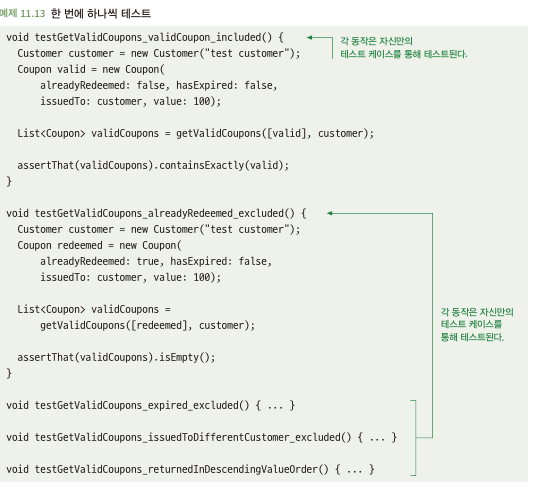 예제 11.13 한 번에 하나씩 테스트
void testGetValidCoupons_validCoupon_included() {
각 동작은 자신만의
테스트 케이스를 통해 테스트된다.
Customer customer = new Customer("test customer");
Coupon valid = new Coupon(
alreadyRedeemed: false, hasExpired: false,
issuedTo: customer, value: 100);
List<Coupon> validCoupons = getValidCoupons([valid], customer);
assertThat(validCoupons).containsExactly(valid);
}
void testGetValidCoupons_alreadyRedeemed_excluded() {
Customer customer = new Customer("test customer");
Coupon redeemed = new Coupon(
alreadyRedeemed: true, hasExpired: false,
issuedTo: customer, value: 100);
List<Coupon> validCoupons =
getValidCoupons([redeemed], customer);
assertThat(validCoupons).isEmpty();
}
각 동작은 자신만의
테스트 케이스를
통해 테스트된다.
void testGetValidCoupons_expired_excluded() { ... }
void testGetValidCoupons_issuedToDifferentCustomer_excluded() { ... }
void testGetValidCoupons_returnedInDescendingValueOrder() { ... }